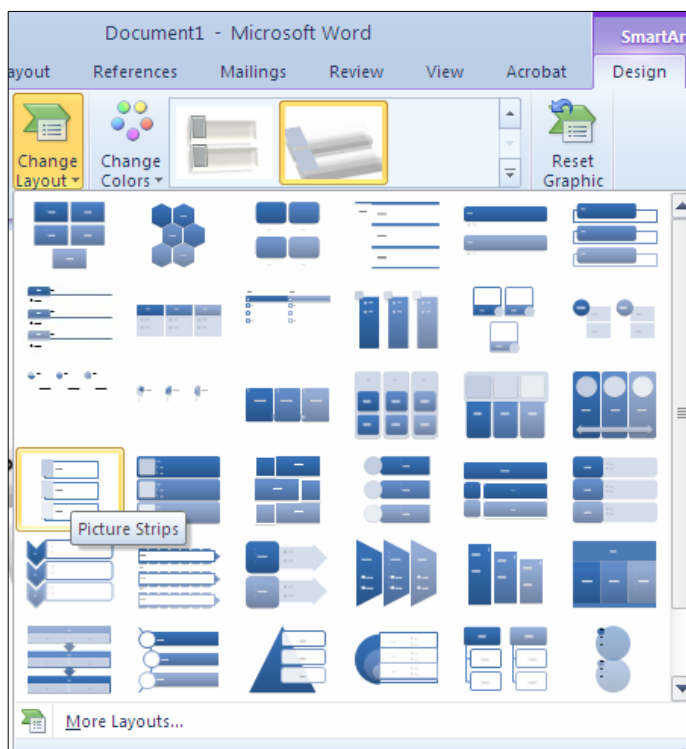 Document1 - Microsoft Word
SmartAr
ayout References Mailings Review View Acrobat Design
Change Layout
Change Colors
Reset Graphic
Picture Strips
More Layouts...